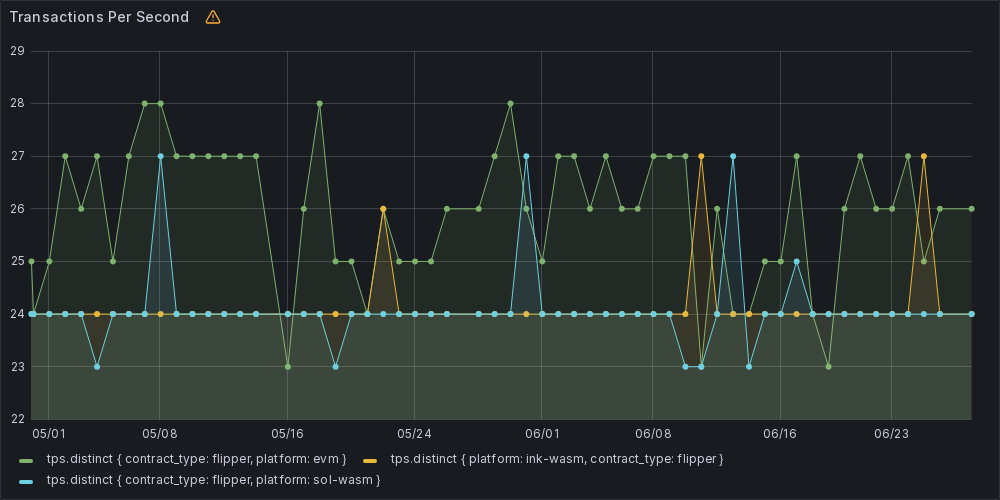 Transactions Per Second
29
28
27
26
25
24
23
22
05/01 05/08 05/16 05/24 06/01 06/08 06/16 06/23
tps.distinct { contract_type: flipper, platform: evm } tps.distinct { platform: ink-wasm, contract_type: flipper }
tps.distinct { contract_type: flipper, platform: sol-wasm }